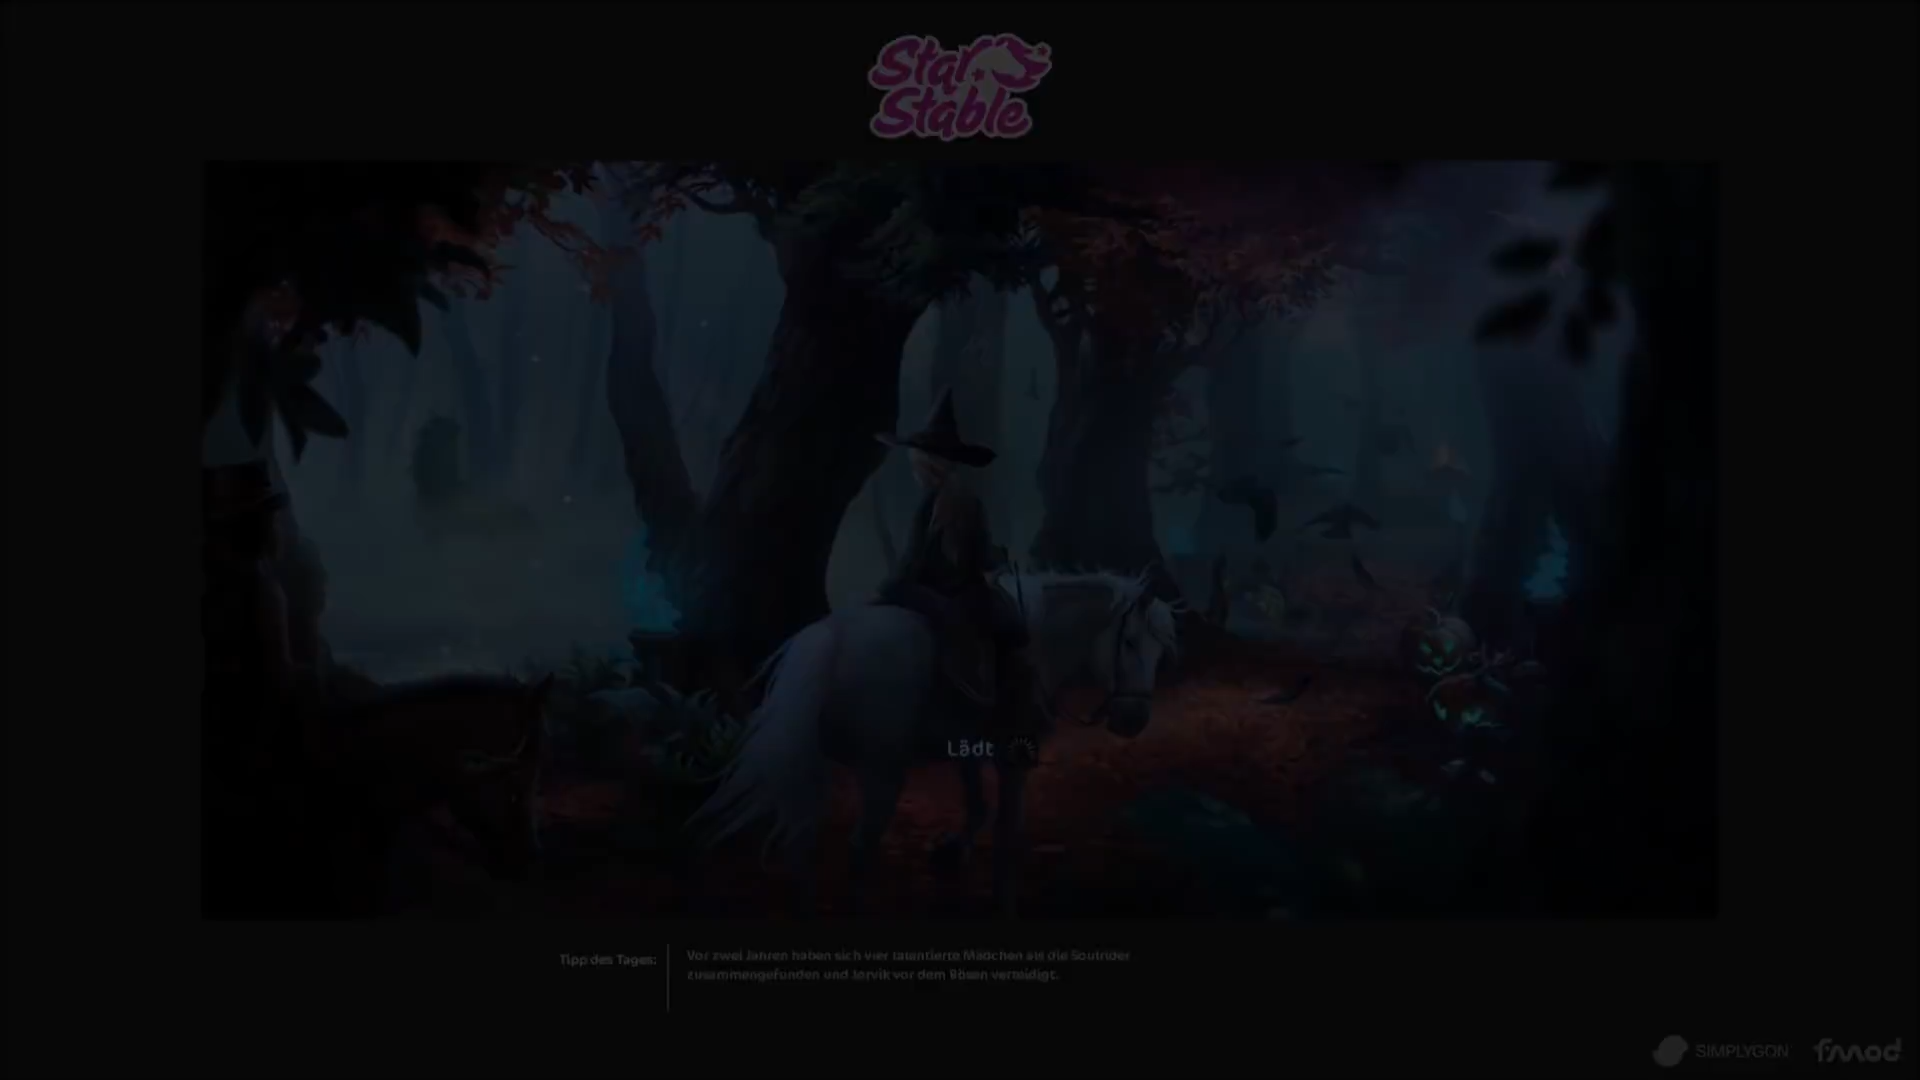 Star
Stable
Lädt
Tipp des Tages:
Vor zwei Jahren haben sich vier talentierte Mädchen als die Soulrider
zusammengefunden und Jorvik vor dem Bösen verteidigt.
SIMPLYGON
fmod